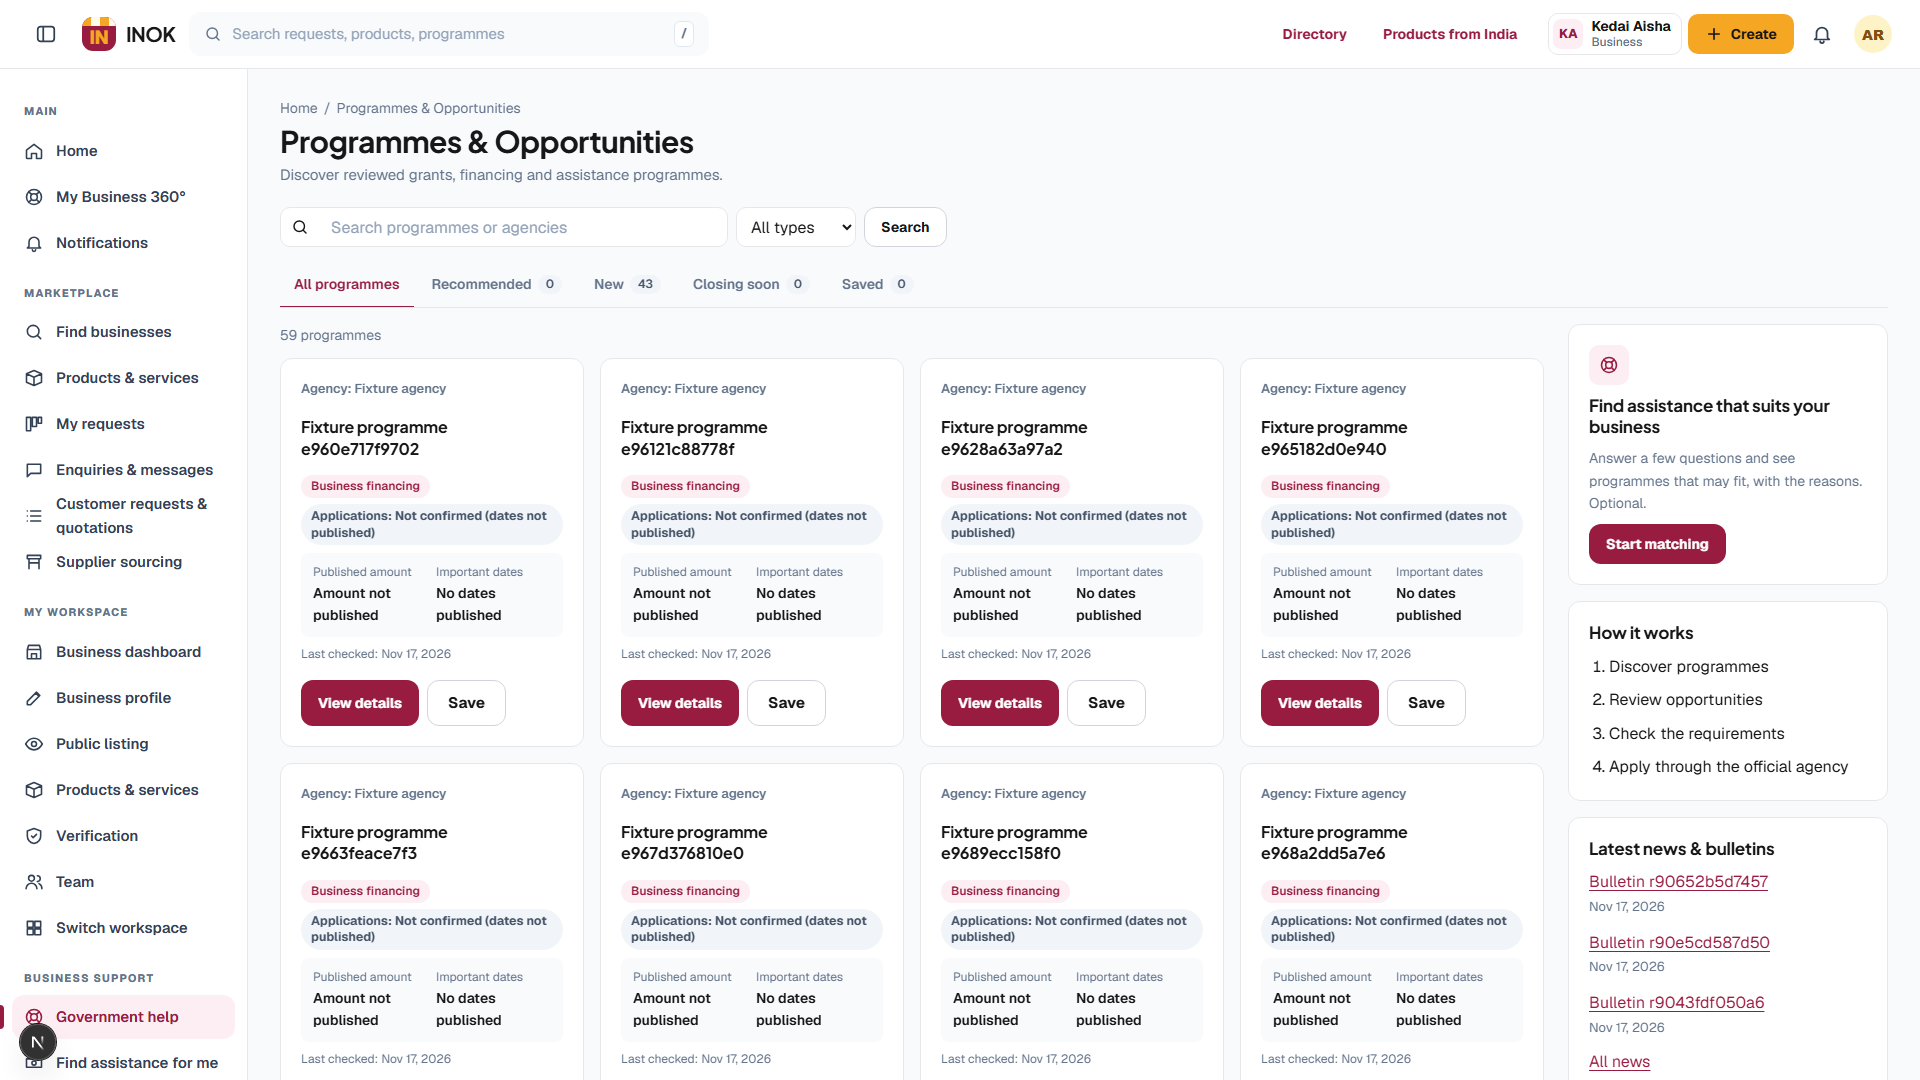 IN INOK
Search requests, products, programmes
/
Directory
Products from India
KA
Kedai Aisha
Business
Create
AR
MAIN
Home
My Business 360°
Notifications
MARKETPLACE
Find businesses
Products & services
My requests
Enquiries & messages
Customer requests &
quotations
Supplier sourcing
MY WORKSPACE
Business dashboard
Business profile
Public listing
Products & services
Verification
Team
Switch workspace
BUSINESS SUPPORT
Government help
N
Find assistance for me
Home / Programmes & Opportunities
Programmes & Opportunities
Discover reviewed grants, financing and assistance programmes.
Search programmes or agencies
All types
Search
All programmes
Recommended 0
New 43
Closing soon 0
Saved 0
59 programmes
Agency: Fixture agency
Fixture programme
e960e717f9702
Business financing
Applications: Not confirmed (dates not
published)
Published amount
Amount not
published
Important dates
No dates
published
Last checked: Nov 17, 2026
View details
Save
Agency: Fixture agency
Fixture programme
e96121c88778f
Business financing
Applications: Not confirmed (dates not
published)
Published amount
Amount not
published
Important dates
No dates
published
Last checked: Nov 17, 2026
View details
Save
Agency: Fixture agency
Fixture programme
e9628a63a97a2
Business financing
Applications: Not confirmed (dates not
published)
Published amount
Amount not
published
Important dates
No dates
published
Last checked: Nov 17, 2026
View details
Save
Agency: Fixture agency
Fixture programme
e965182d0e940
Business financing
Applications: Not confirmed (dates not
published)
Published amount
Amount not
published
Important dates
No dates
published
Last checked: Nov 17, 2026
View details
Save
Agency: Fixture agency
Fixture programme
e9663feace7f3
Business financing
Applications: Not confirmed (dates not
published)
Published amount
Amount not
published
Important dates
No dates
published
Last checked: Nov 17, 2026
Agency: Fixture agency
Fixture programme
e967d376810e0
Business financing
Applications: Not confirmed (dates not
published)
Published amount
Amount not
published
Important dates
No dates
published
Last checked: Nov 17, 2026
Agency: Fixture agency
Fixture programme
e9689ecc158f0
Business financing
Applications: Not confirmed (dates not
published)
Published amount
Amount not
published
Important dates
No dates
published
Last checked: Nov 17, 2026
Agency: Fixture agency
Fixture programme
e968a2dd5a7e6
Business financing
Applications: Not confirmed (dates not
published)
Published amount
Amount not
published
Important dates
No dates
published
Last checked: Nov 17, 2026
Find assistance that suits your
business
Answer a few questions and see
programmes that may fit, with the reasons.
Optional.
Start matching
How it works
1. Discover programmes
2. Review opportunities
3. Check the requirements
4. Apply through the official agency
Latest news & bulletins
Bulletin r90652b5d7457
Nov 17, 2026
Bulletin r90e5cd587d50
Nov 17, 2026
Bulletin r9043fdf050a6
Nov 17, 2026
All news